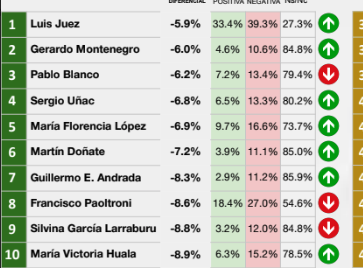 DIFERENCIAL POSITIVA NEGATIVA NS/NC
1 Luis Juez -5.9% 33.4% 39.3% 27.3%
2 Gerardo Montenegro -6.0% 4.6% 10.6% 84.8%
3 Pablo Blanco -6.2% 7.2% 13.4% 79.4%
4 Sergio Uñac -6.8% 6.5% 13.3% 80.2%
5 María Florencia López -6.9% 9.7% 16.6% 73.7%
6 Martín Doñate -7.2% 3.9% 11.1% 85.0%
7 Guillermo E. Andrada -8.3% 2.9% 11.2% 85.9%
8 Francisco Paoltroni -8.6% 18.4% 27.0% 54.6%
9 Silvina García Larraburu -8.8% 3.2% 12.0% 84.8%
10 María Victoria Huala -8.9% 6.3% 15.2% 78.5%